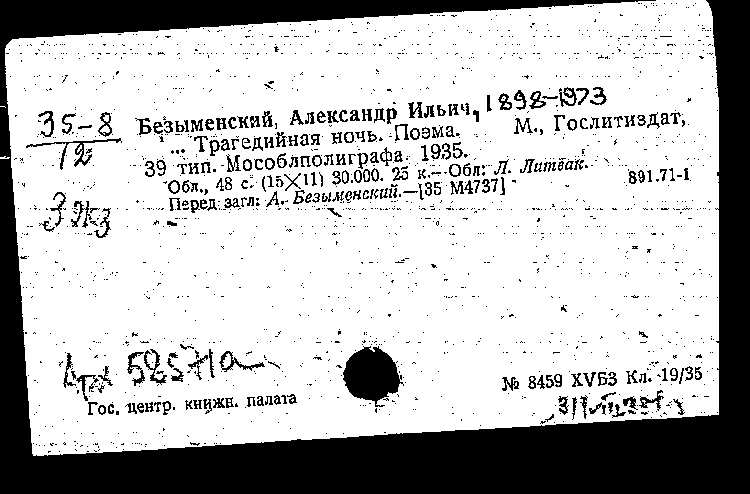 35-8
12
3 экз
Безыменский, Александр Ильич, 1898-1973
... Трагедийная ночь. Поэма. М., Гослитиздат,
39 тип. Мособлполиграфа. 1935.
Обл., 48 с. (15×11) 30.000. 25 к.— Обл: Л. Литвак.
Перед загл: А. Безыменский.—[35 М4737] 891.71-1
Гос. центр. книжн. палата
№ 8459 XVБ3 Кл. 19/35